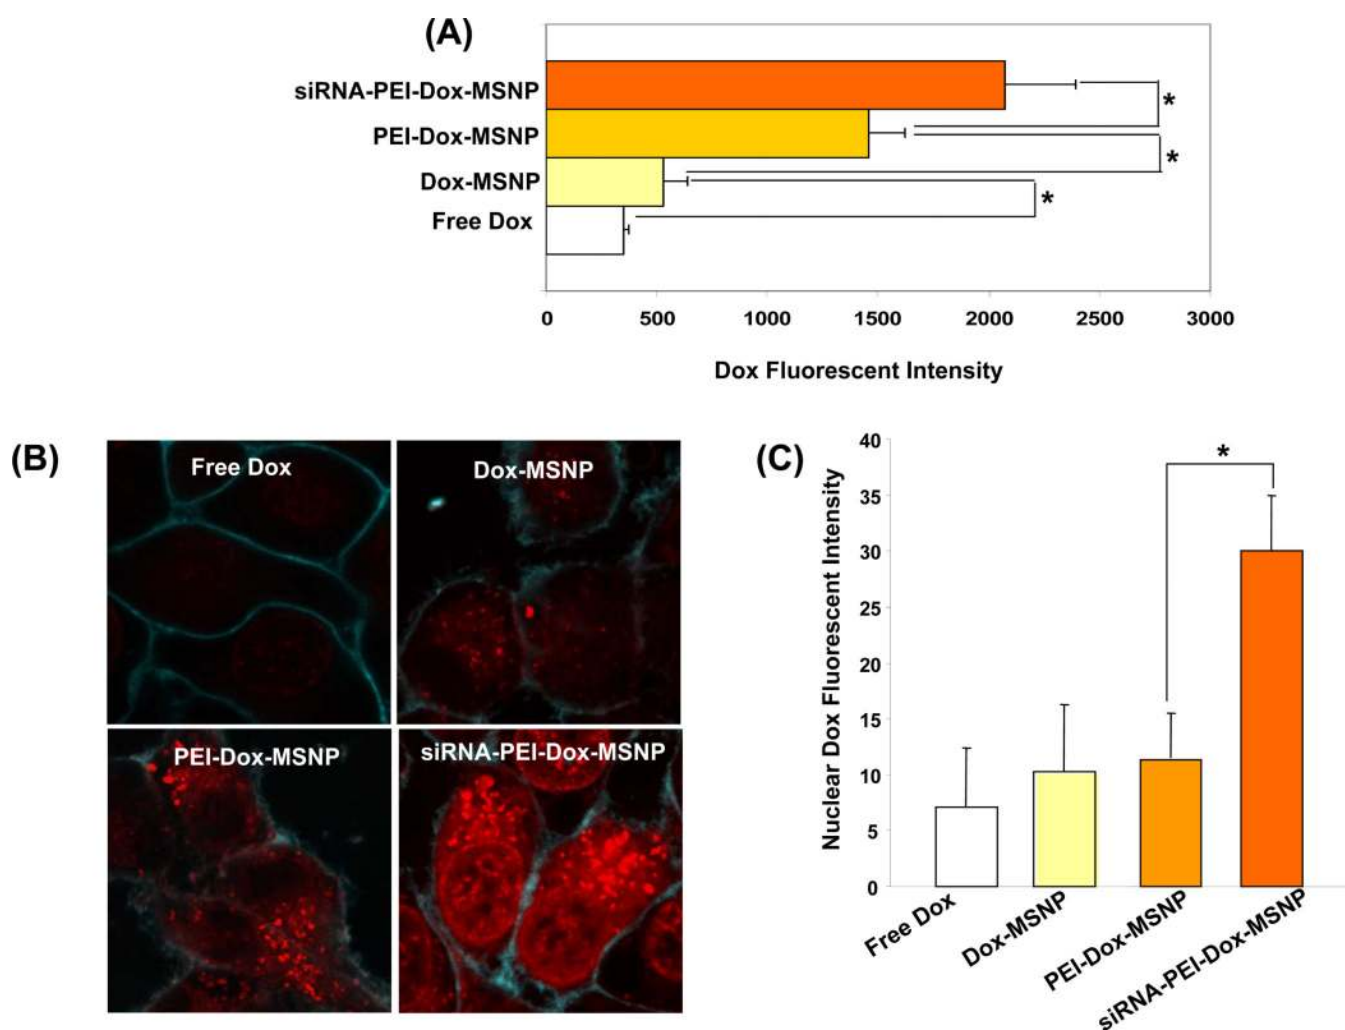 (A)
siRNA-PEI-Dox-MSNP
PEI-Dox-MSNP
Dox-MSNP
Free Dox
*
*
*
0 500 1000 1500 2000 2500 3000
Dox Fluorescent Intensity
(B)
Free Dox
Dox-MSNP
PEI-Dox-MSNP
siRNA-PEI-Dox-MSNP
(C)
Nuclear Dox Fluorescent Intensity
40
35
30
25
20
15
10
5
0
*
Free Dox
Dox-MSNP
PEI-Dox-MSNP
siRNA-PEI-Dox-MSNP